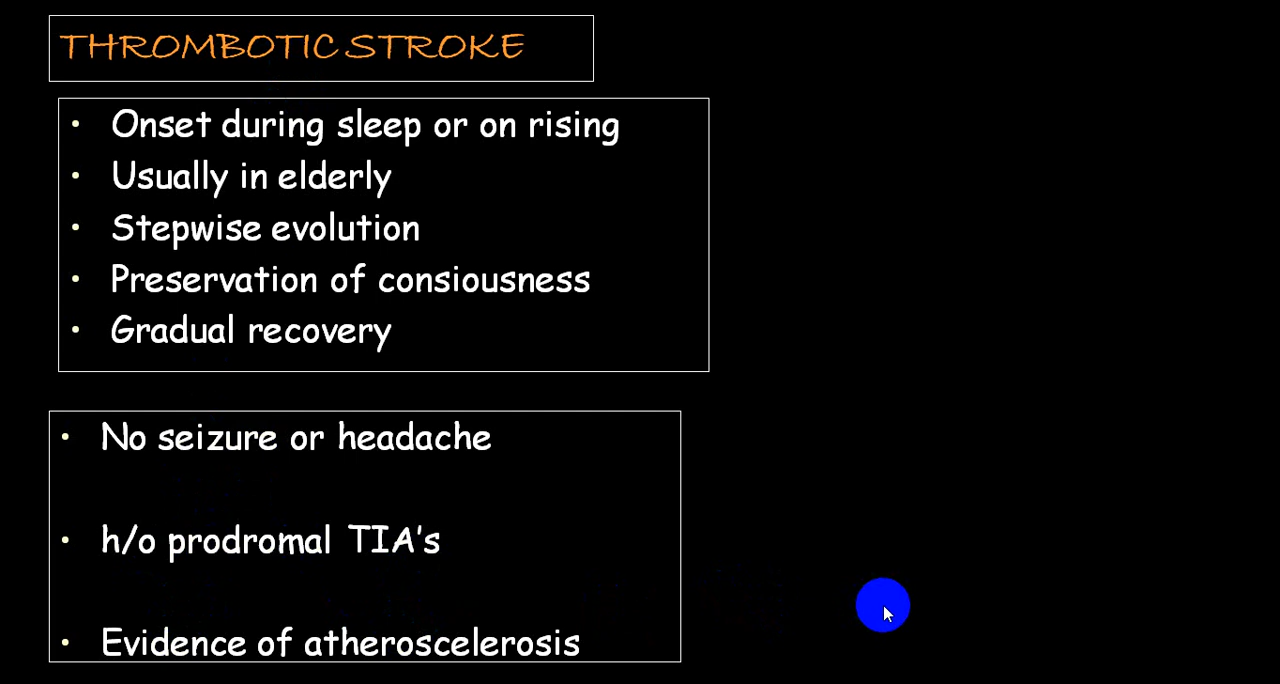 THROMBOTIC STROKE
• Onset during sleep or on rising
• Usually in elderly
• Stepwise evolution
• Preservation of consiousness
• Gradual recovery
• No seizure or headache
• h/o prodromal TIA's
• Evidence of atheroscelerosis